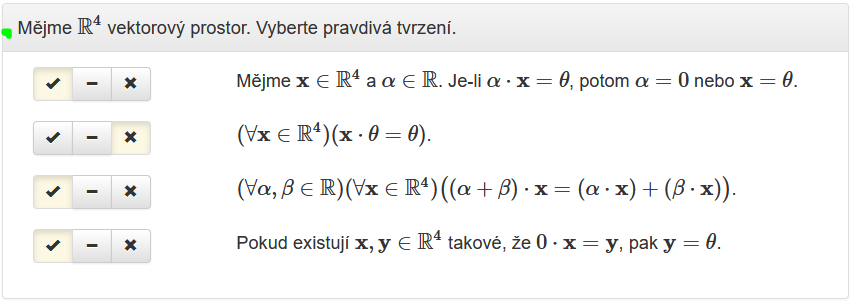 Mějme ℝ⁴ vektorový prostor. Vyberte pravdivá tvrzení.
✔ – ✖ Mějme x ∈ ℝ⁴ a α ∈ ℝ. Je-li α · x = θ, potom α = 0 nebo x = θ.
✔ – ✖ (∀x ∈ ℝ⁴)(x · θ = θ).
✔ – ✖ (∀α, β ∈ ℝ)(∀x ∈ ℝ⁴)((α + β) · x = (α · x) + (β · x)).
✔ – ✖ Pokud existují x, y ∈ ℝ⁴ takové, že 0 · x = y, pak y = θ.